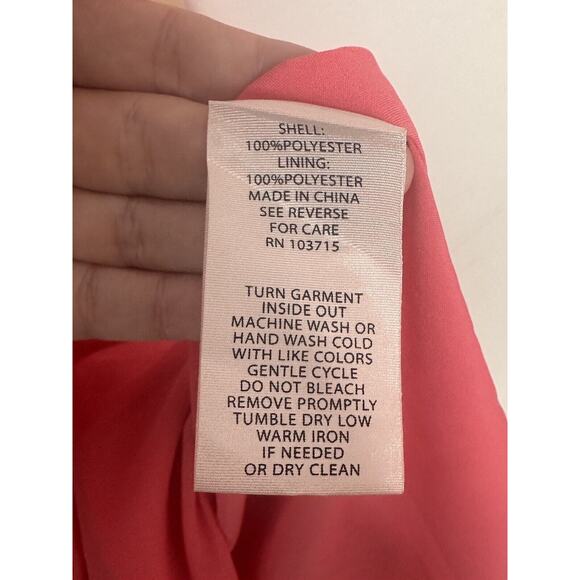 SHELL:
100%POLYESTER
LINING:
100%POLYESTER
MADE IN CHINA
SEE REVERSE
FOR CARE
RN 103715
TURN GARMENT
INSIDE OUT
MACHINE WASH OR
HAND WASH COLD
WITH LIKE COLORS
GENTLE CYCLE
DO NOT BLEACH
REMOVE PROMPTLY
TUMBLE DRY LOW
WARM IRON
IF NEEDED
OR DRY CLEAN